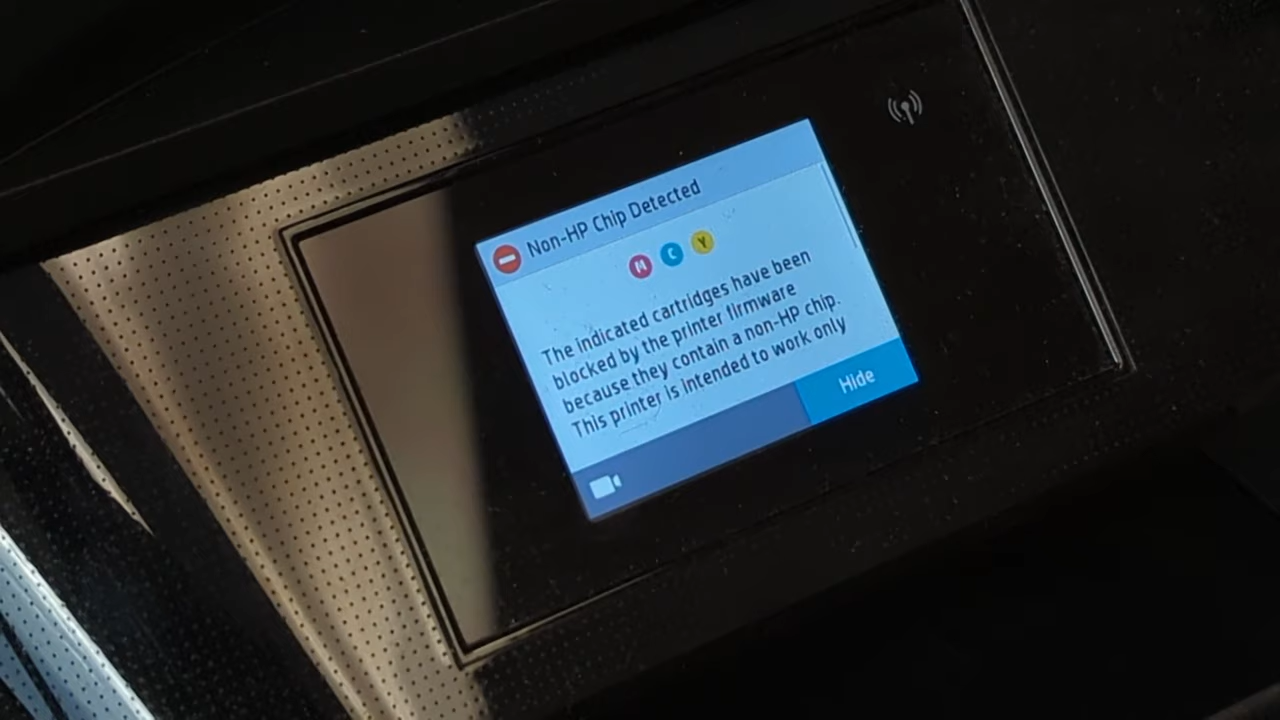 Non-HP Chip Detected
M C Y
The indicated cartridges have been
blocked by the printer firmware
because they contain a non-HP chip.
This printer is intended to work only
Hide